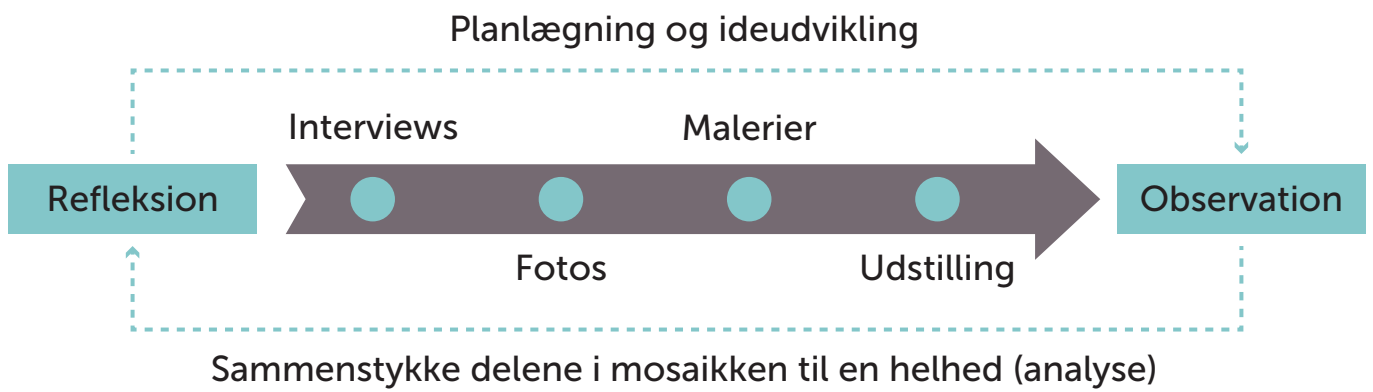 Planlægning og ideudvikling
Interviews
Malerier
Refleksion
Observation
Fotos
Udstilling
Sammenstykke delene i mosaikken til en helhed (analyse)